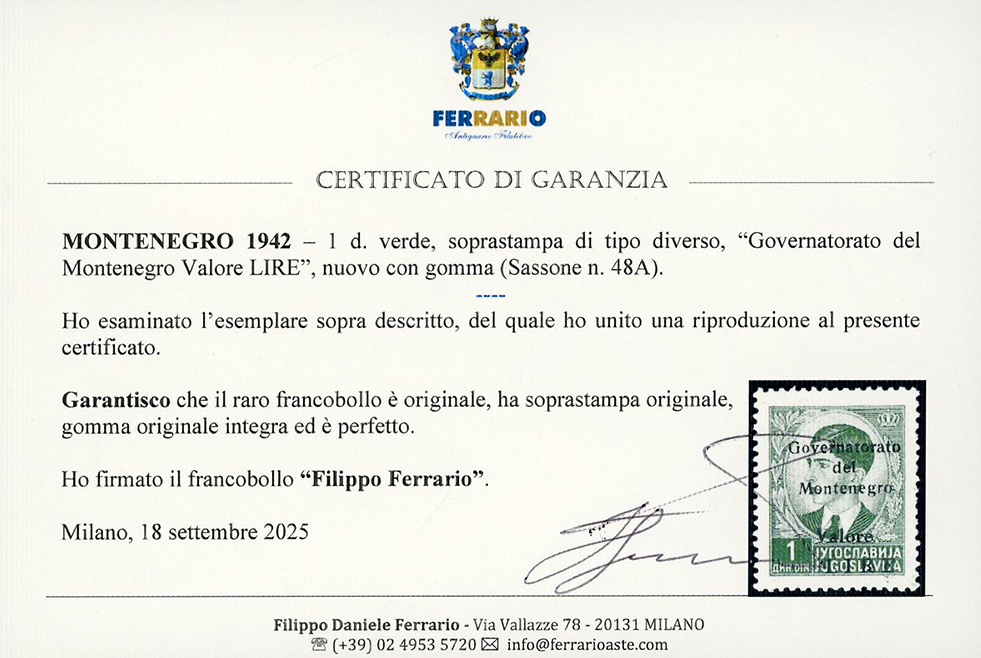 FERRARIO
Antiquario Filatelico
CERTIFICATO DI GARANZIA
MONTENEGRO 1942 – 1 d. verde, soprastampa di tipo diverso, “Governatorato del
Montenegro Valore LIRE”, nuovo con gomma (Sassone n. 48A).
----
Ho esaminato l’esemplare sopra descritto, del quale ho unito una riproduzione al presente
certificato.
Garantisco che il raro francobollo è originale, ha soprastampa originale,
gomma originale integra ed è perfetto.
Ho firmato il francobollo “Filippo Ferrario”.
Milano, 18 settembre 2025
Governatorato
del
Montenegro
Valore
1 ЈУГОСЛАВИЈА
ДИН. DIN JUGOSLAVIJA
Filippo Daniele Ferrario - Via Vallazze 78 - 20131 MILANO
☏ (+39) 02 4953 5720 ✉ info@ferrarioaste.com